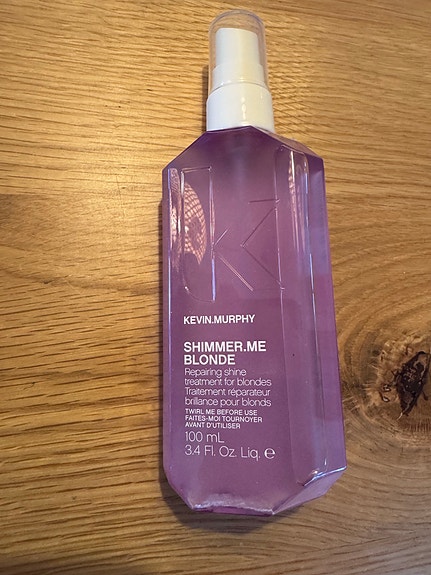 KM
KEVIN.MURPHY
SHIMMER.ME
BLONDE
Repairing shine
treatment for blondes
Traitement réparateur
brillance pour blonds
TWIRL ME BEFORE USE
FAITES-MOI TOURNOYER
AVANT D'UTILISER
100 mL
3.4 Fl. Oz. Liq. ℮